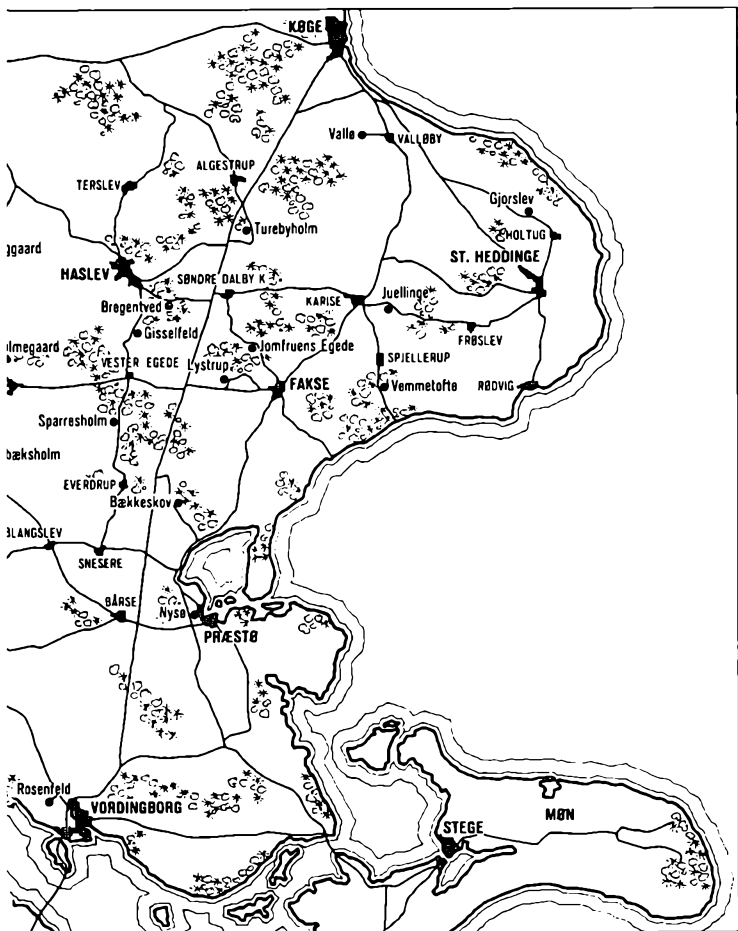 KØGE
Vallø
VALLØBY
ALGESTRUP
TERSLEV
Gjorslev
Turebyholm
HOLTUG
ggaard
HASLEV
ST. HEDDINGE
SØNDRE DALBY K
Bregentved
KARISE
Juellinge
Gisselfeld
FRØSLEV
olmegaard
Jomfruens Egede
VESTER EGEDE
Lystrup
SPJELLERUP
FAKSE
Vemmetofte
RØDVIG
Sparresholm
bæksholm
EVERDRUP
Bækkeskov
BLANGSLEV
SNESERE
BÅRSE
Nysø
PRÆSTØ
Rosenfeld
VORDINGBORG
MØN
STEGE